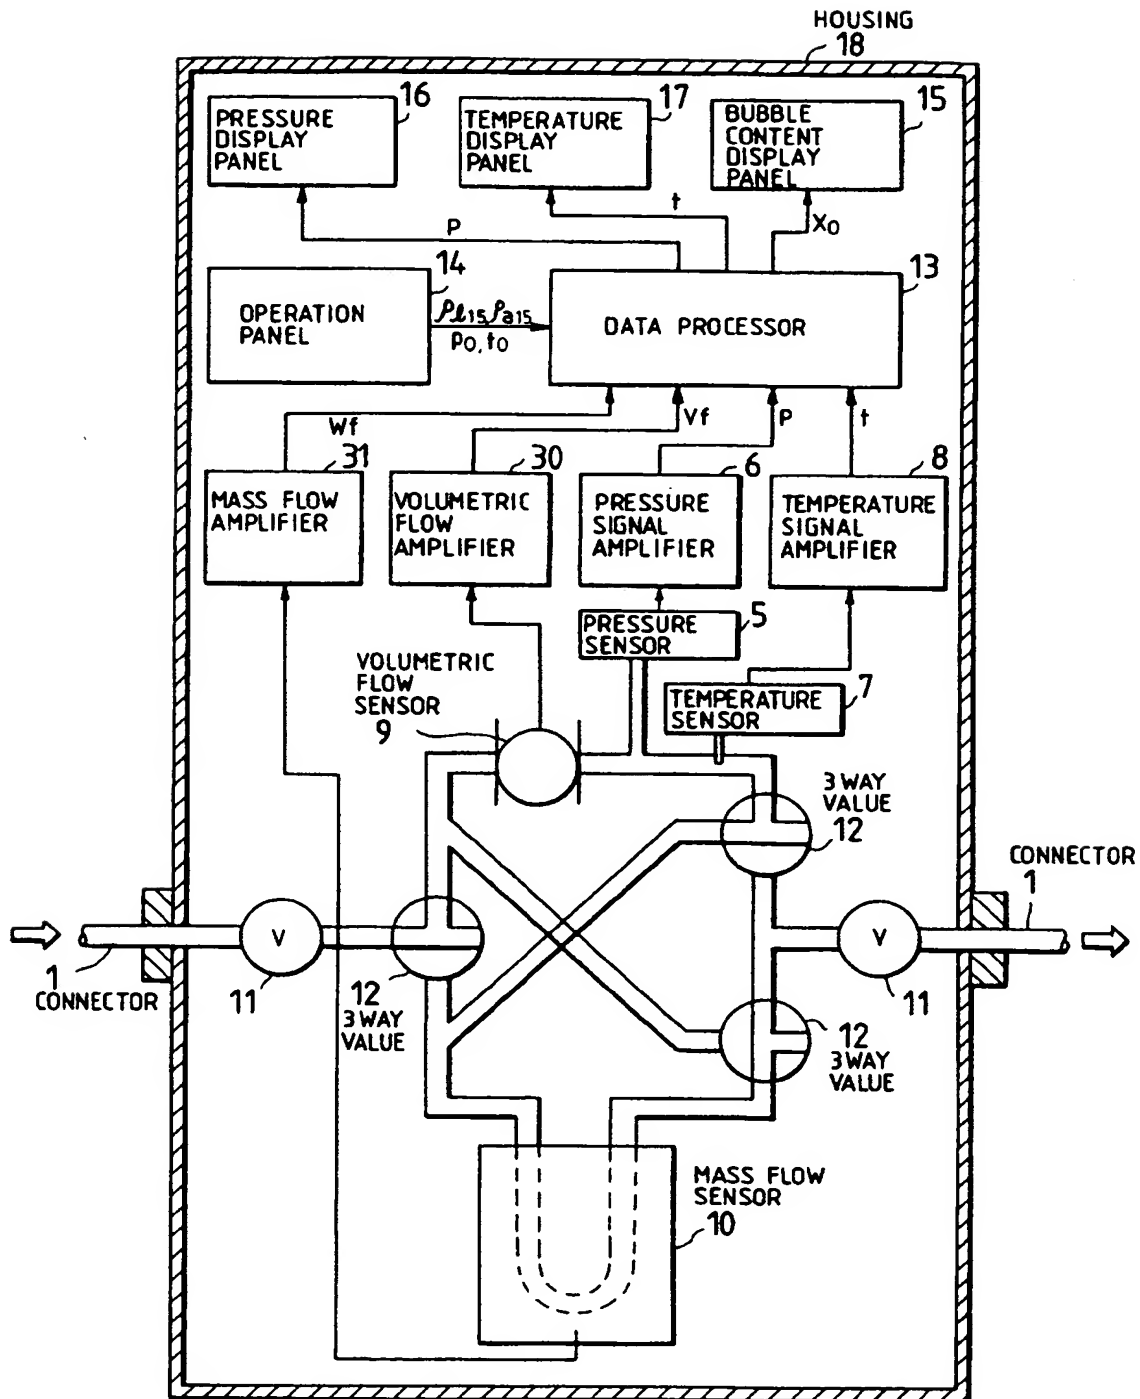 HOUSING
18
16
PRESSURE
DISPLAY
PANEL
17
TEMPERATURE
DISPLAY
PANEL
15
BUBBLE
CONTENT
DISPLAY
PANEL
P
t
X0
14
OPERATION
PANEL
ρℓ15,ρa15
P0,t0
13
DATA PROCESSOR
Wf
Vf
P
t
31
MASS FLOW
AMPLIFIER
30
VOLUMETRIC
FLOW
AMPLIFIER
6
PRESSURE
SIGNAL
AMPLIFIER
8
TEMPERATURE
SIGNAL
AMPLIFIER
5
PRESSURE
SENSOR
VOLUMETRIC
FLOW
SENSOR
9
7
TEMPERATURE
SENSOR
3 WAY
VALUE
12
CONNECTOR
1
V
V
1
CONNECTOR
11
12
3 WAY
VALUE
11
12
3 WAY
VALUE
MASS FLOW
SENSOR
10